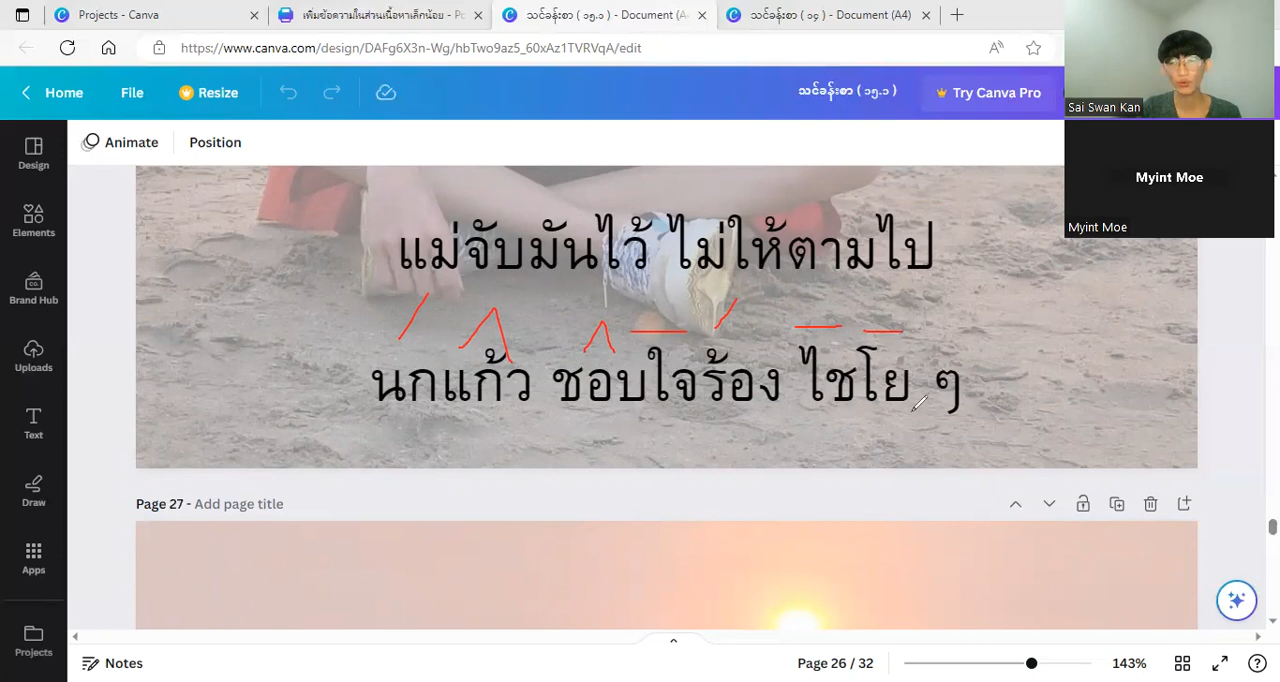 Projects - Canva
เพิ่มข้อความในส่วนเนื้อหาเล็กน้อย - Po
သင်ခန်းစာ (၁၅.၁) - Document (A4
သင်ခန်းစာ (၁၄) - Document (A4)
https://www.canva.com/design/DAFg6X3n-Wg/hbTwo9az5_60xAz1TVRVqA/edit
Home
File
Resize
သင်ခန်းစာ (၁၅.၁)
Try Canva Pro
Sai Swan Kan
Myint Moe
Myint Moe
Animate
Position
Design
Elements
Brand Hub
Uploads
Text
Draw
Apps
Projects
แม่จับมันไว้ ไม่ให้ตามไป
นกแก้ว ชอบใจร้อง ไชโย ๆ
Page 27 - Add page title
Notes
Page 26 / 32
143%